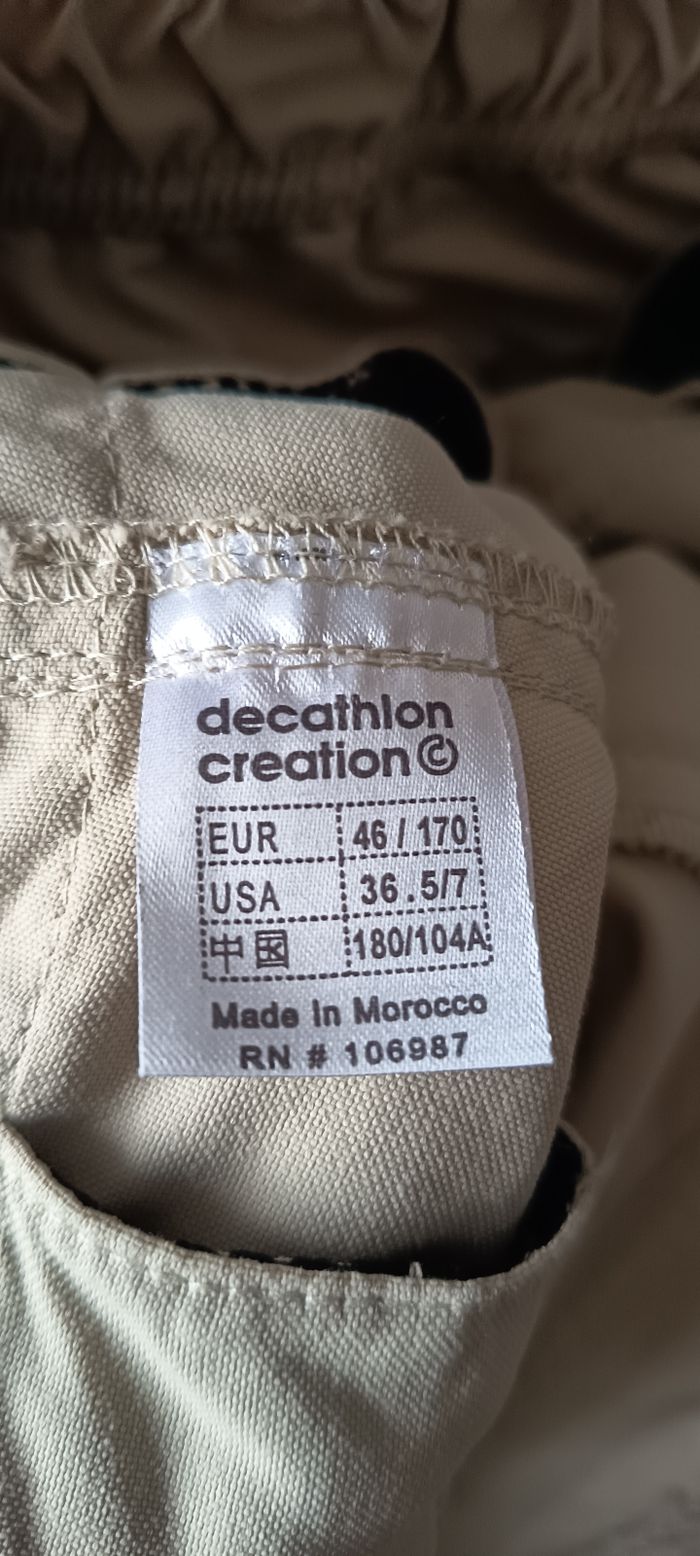 decathlon
creation©
EUR 46 / 170
USA 36.5/7
中国 180/104A
Made In Morocco
RN # 106987